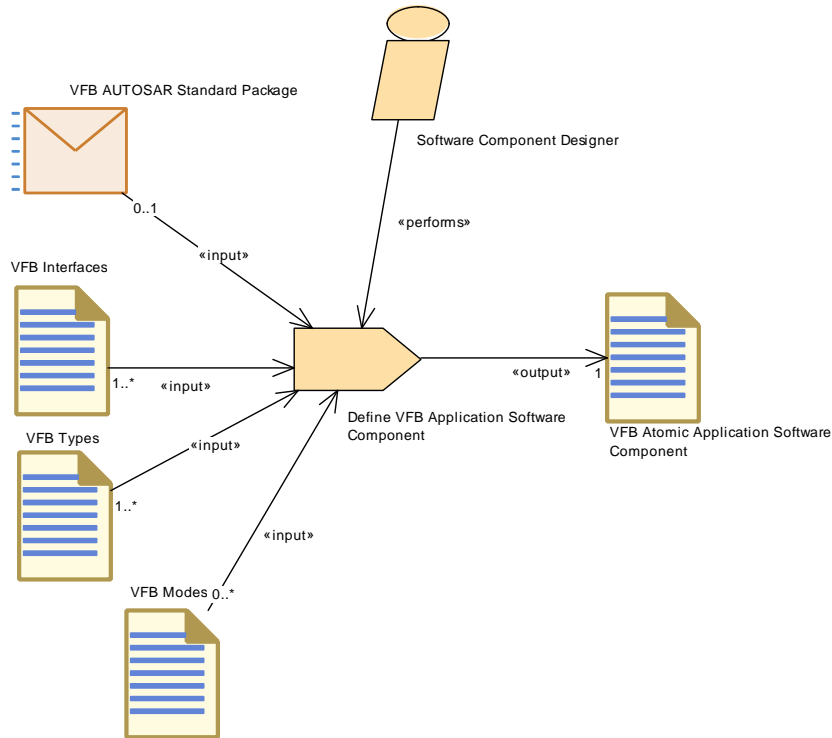 VFB AUTOSAR Standard Package
Software Component Designer
0..1
«performs»
«input»
VFB Interfaces
1..*
«input»
«output»
1
Define VFB Application Software
Component
VFB Atomic Application Software
Component
VFB Types
«input»
1..*
«input»
VFB Modes
0..*